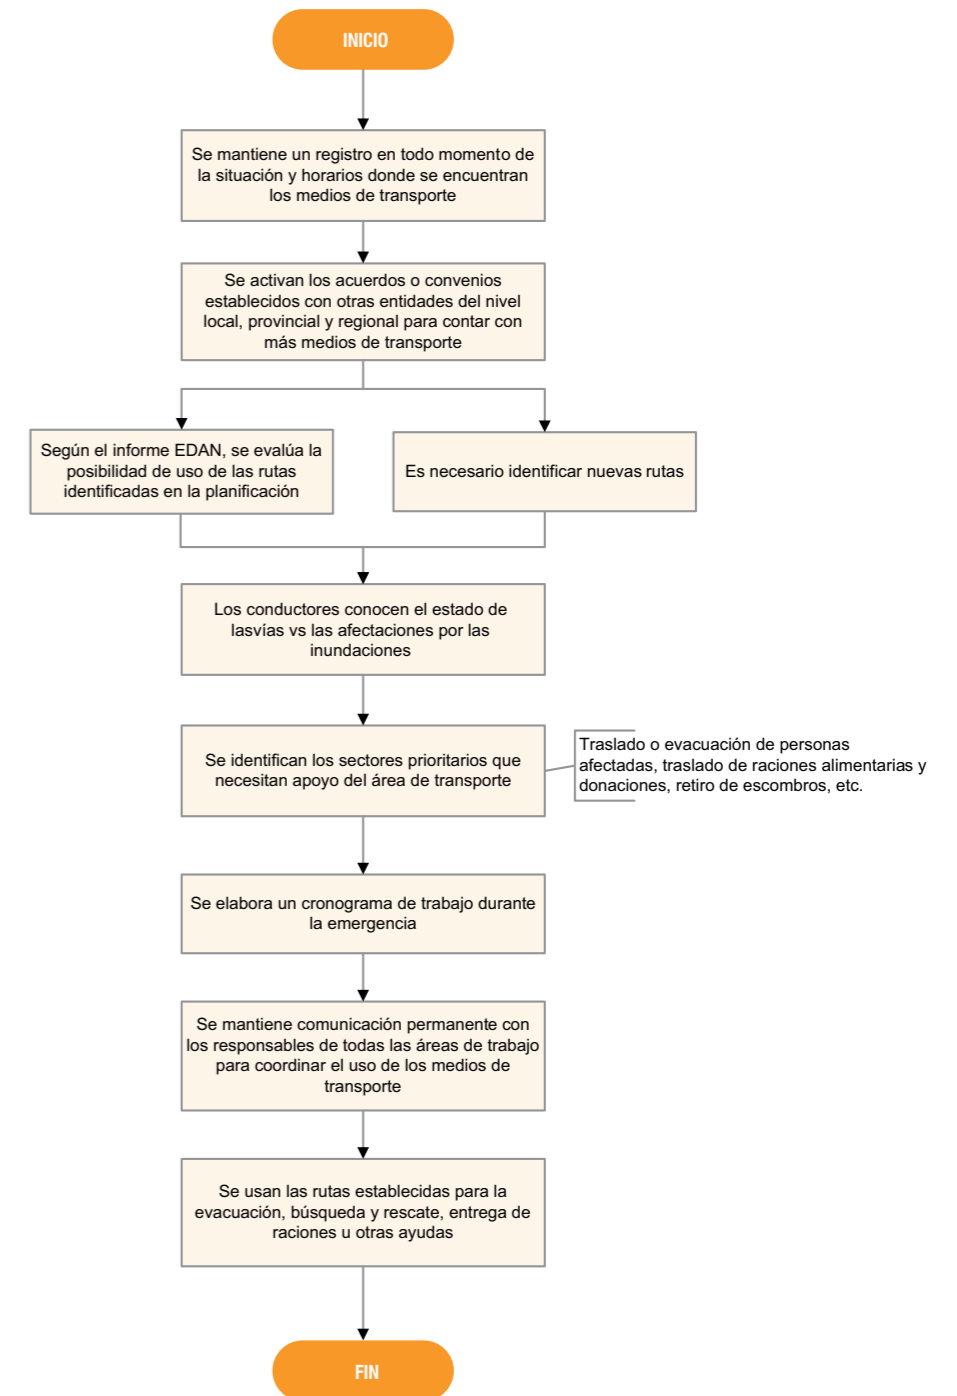 INICIO
Se mantiene un registro en todo momento de
la situación y horarios donde se encuentran
los medios de transporte
Se activan los acuerdos o convenios
establecidos con otras entidades del nivel
local, provincial y regional para contar con
más medios de transporte
Según el informe EDAN, se evalúa la
posibilidad de uso de las rutas
identificadas en la planificación
Es necesario identificar nuevas rutas
Los conductores conocen el estado de
lasvías vs las afectaciones por las
inundaciones
Se identifican los sectores prioritarios que
necesitan apoyo del área de transporte
Traslado o evacuación de personas
afectadas, traslado de raciones alimentarias y
donaciones, retiro de escombros, etc.
Se elabora un cronograma de trabajo durante
la emergencia
Se mantiene comunicación permanente con
los responsables de todas las áreas de trabajo
para coordinar el uso de los medios de
transporte
Se usan las rutas establecidas para la
evacuación, búsqueda y rescate, entrega de
raciones u otras ayudas
FIN